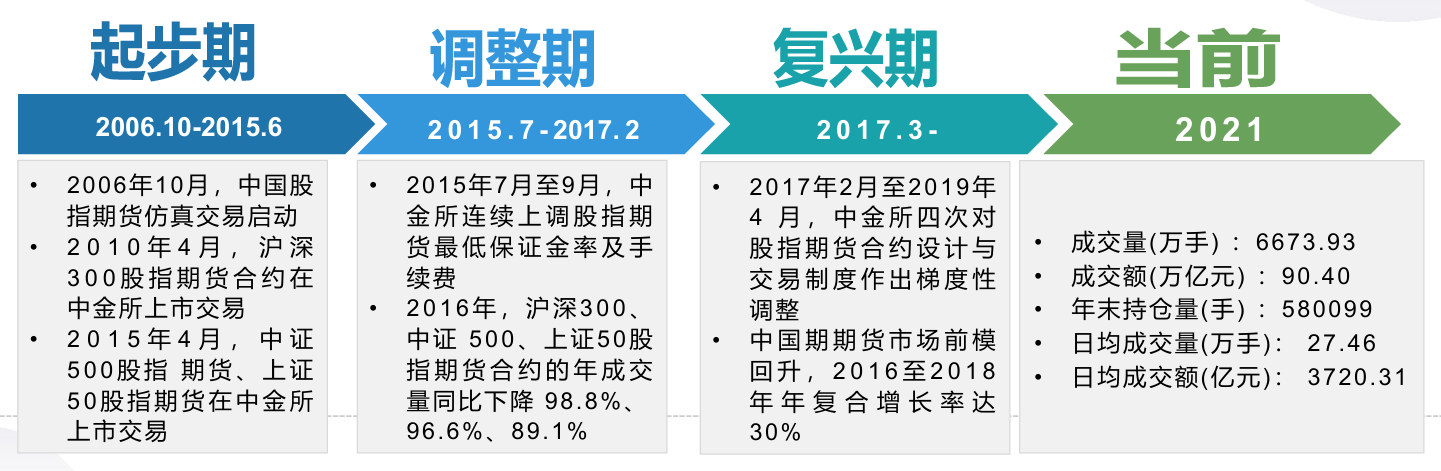 起步期
2006.10-2015.6
• 2006年10月，中国股
指期货仿真交易启动
• 2010年4月，沪深
300股指期货合约在
中金所上市交易
• 2015年4月，中证
500股指 期货、上证
50股指期货在中金所
上市交易
调整期
2015.7-2017.2
• 2015年7月至9月，中
金所连续上调股指期
货最低保证金率及手
续费
• 2016年，沪深300、
中证 500、上证50股
指期货合约的年成交
量同比下降 98.8%、
96.6%、89.1%
复兴期
2017.3-
• 2017年2月至2019年
4 月，中金所四次对
股指期货合约设计与
交易制度作出梯度性
调整
• 中国期期货市场前模
回升，2016至2018
年年复合增长率达
30%
当前
2021
• 成交量(万手)：6673.93
• 成交额(万亿元)：90.40
• 年末持仓量(手)：580099
• 日均成交量(万手)： 27.46
• 日均成交额(亿元)： 3720.31